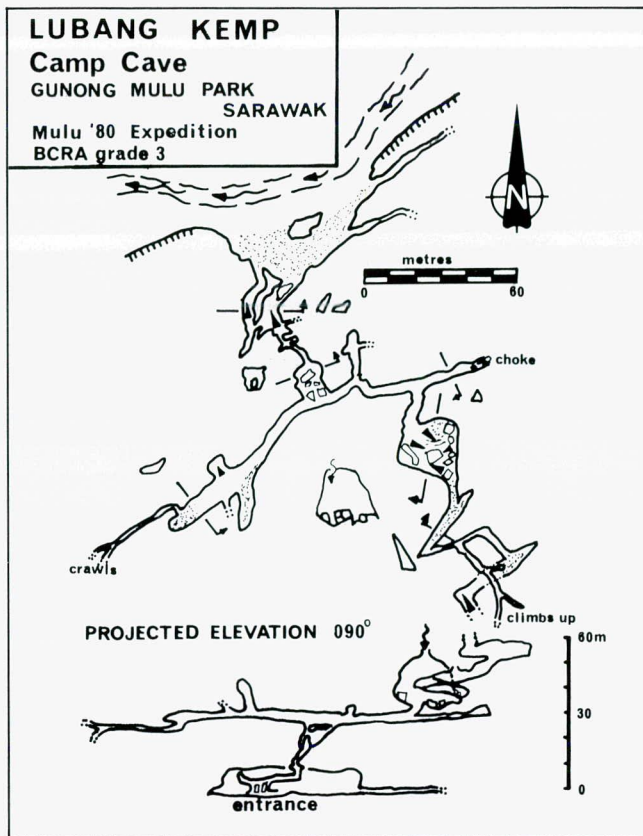 LUBANG KEMP
Camp Cave
GUNONG MULU PARK
SARAWAK
Mulu '80 Expedition
BCRA grade 3
N
metres
0 60
choke
crawls
climbs up
PROJECTED ELEVATION 090°
60m
30
0
entrance